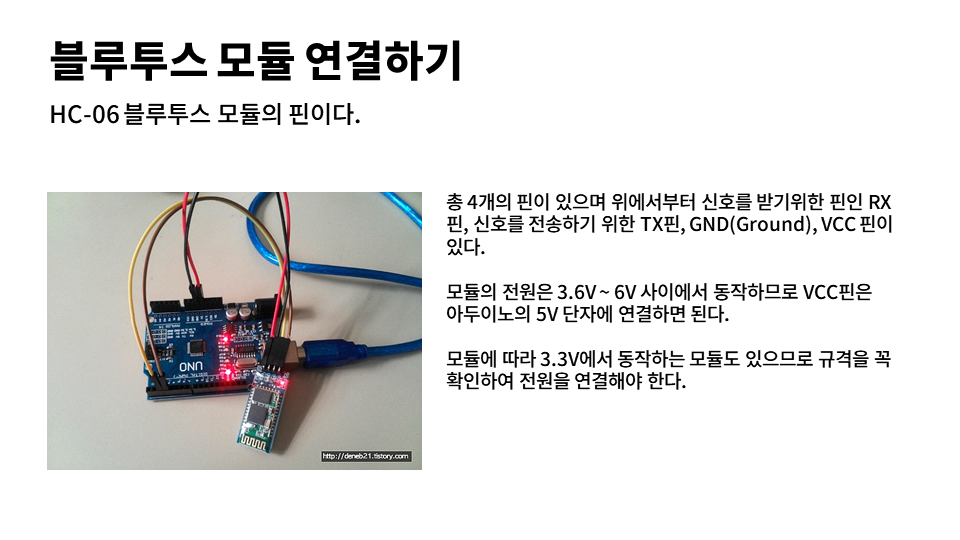 블루투스 모듈 연결하기
HC-06 블루투스 모듈의 핀이다.
총 4개의 핀이 있으며 위에서부터 신호를 받기위한 핀인 RX
핀, 신호를 전송하기 위한 TX핀, GND(Ground), VCC 핀이
있다.
모듈의 전원은 3.6V ~ 6V 사이에서 동작하므로 VCC핀은
아두이노의 5V 단자에 연결하면 된다.
모듈에 따라 3.3V에서 동작하는 모듈도 있으므로 규격을 꼭
확인하여 전원을 연결해야 한다.
UNO
http://deneb21.tistory.com